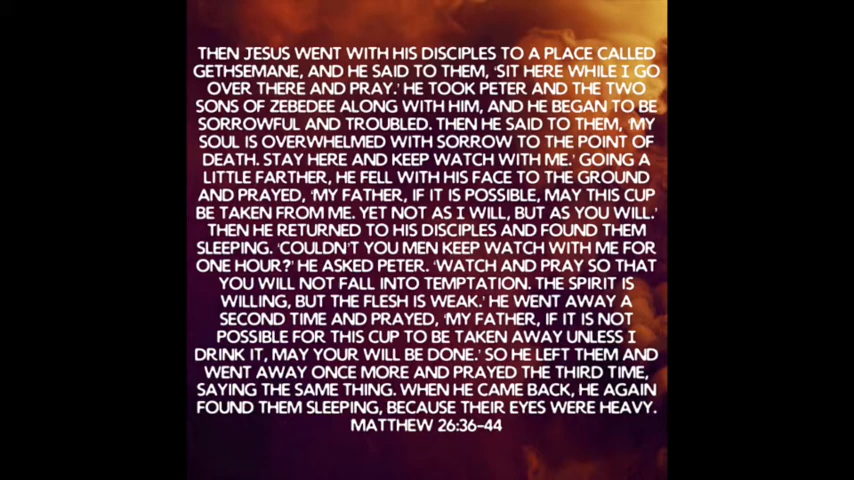 THEN JESUS WENT WITH HIS DISCIPLES TO A PLACE CALLED
GETHSEMANE, AND HE SAID TO THEM, 'SIT HERE WHILE I GO
OVER THERE AND PRAY.' HE TOOK PETER AND THE TWO
SONS OF ZEBEDEE ALONG WITH HIM, AND HE BEGAN TO BE
SORROWFUL AND TROUBLED. THEN HE SAID TO THEM, 'MY
SOUL IS OVERWHELMED WITH SORROW TO THE POINT OF
DEATH. STAY HERE AND KEEP WATCH WITH ME.' GOING A
LITTLE FARTHER, HE FELL WITH HIS FACE TO THE GROUND
AND PRAYED, 'MY FATHER, IF IT IS POSSIBLE, MAY THIS CUP
BE TAKEN FROM ME. YET NOT AS I WILL, BUT AS YOU WILL.'
THEN HE RETURNED TO HIS DISCIPLES AND FOUND THEM
SLEEPING. 'COULDN'T YOU MEN KEEP WATCH WITH ME FOR
ONE HOUR?' HE ASKED PETER. 'WATCH AND PRAY SO THAT
YOU WILL NOT FALL INTO TEMPTATION. THE SPIRIT IS
WILLING, BUT THE FLESH IS WEAK.' HE WENT AWAY A
SECOND TIME AND PRAYED, 'MY FATHER, IF IT IS NOT
POSSIBLE FOR THIS CUP TO BE TAKEN AWAY UNLESS I
DRINK IT, MAY YOUR WILL BE DONE.' SO HE LEFT THEM AND
WENT AWAY ONCE MORE AND PRAYED THE THIRD TIME,
SAYING THE SAME THING. WHEN HE CAME BACK, HE AGAIN
FOUND THEM SLEEPING, BECAUSE THEIR EYES WERE HEAVY.
MATTHEW 26:36-44